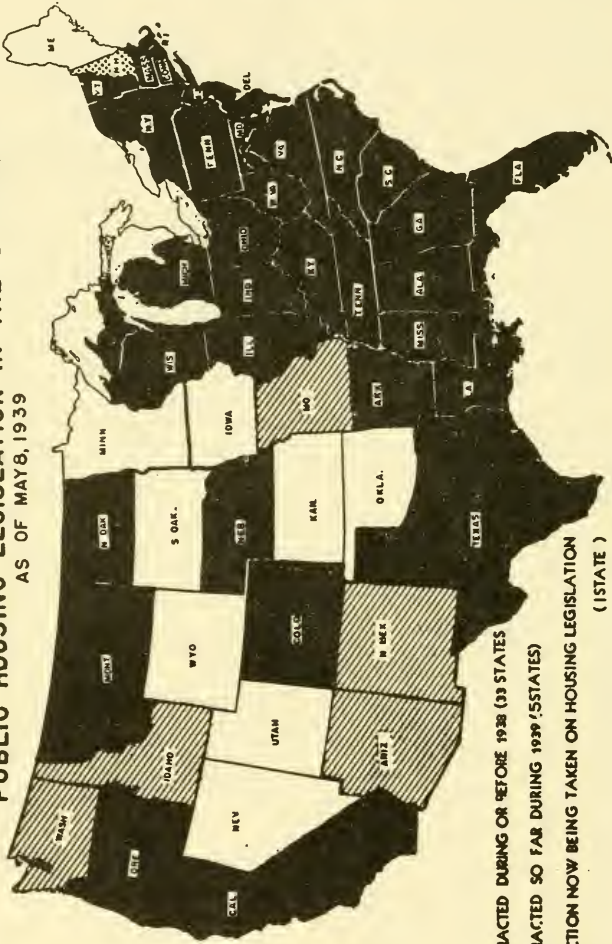 PUBLIC HOUSING LEGISLATION IN THE
AS OF MAY 8, 1939
WASH
ORE
CAL
NEV
IDAHO
MONT
WYO
UTAH
ARIZ
COLO
N MEX
N DAK
S DAK.
NEB
KAN
OKLA.
TEXAS
MINN
IOWA
MO
ARK
LA
WIS
ILL
MICH
IND
OHIO
KY
TENN
MISS
ALA
GA
FLA
S C
N.C
VA
W.VA
PENN
MD
DEL
N.Y
VT
N H
MASS
CONN
R I
ME
NACTED DURING OR BEFORE 1938 (33 STATES
NACTED SO FAR DURING 1939 (5 STATES)
CTION NOW BEING TAKEN ON HOUSING LEGISLATION
(1 STATE )